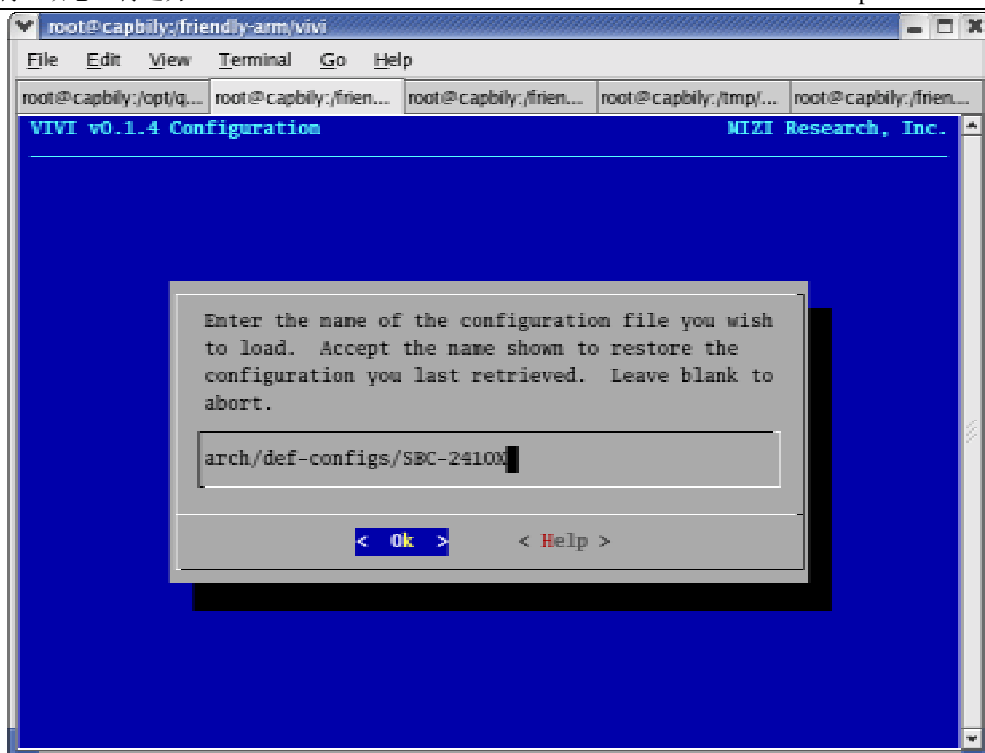 root@capbily:/friendly-arm/vivi
File Edit View Terminal Go Help
root@capbily:/opt/q... root@capbily:/frien... root@capbily:/frien... root@capbily:/tmp/... root@capbily:/frien...
VIVI v0.1.4 Configuration MIZI Research, Inc.
Enter the name of the configuration file you wish
to load. Accept the name shown to restore the
configuration you last retrieved. Leave blank to
abort.
arch/def-configs/SBC-2410X
< Ok > < Help >